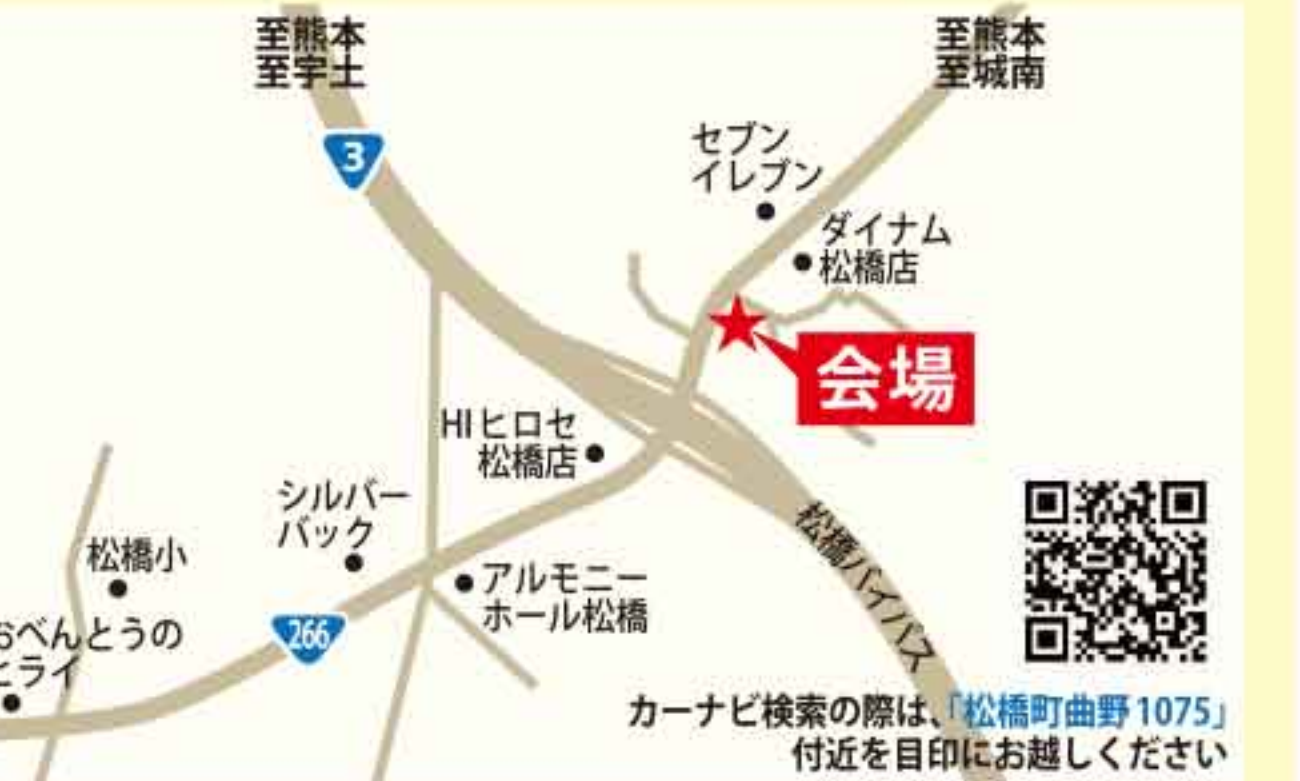 至熊本
至宇土
至熊本
至城南
3
セブン
イレブン
ダイナム
松橋店
会場
HIヒロセ
松橋店
シルバー
バック
松橋小
アルモニー
ホール松橋
266
べんとうの
ヒライ
松橋バイパス
カーナビ検索の際は、「松橋町曲野1075」
付近を目印にお越しください